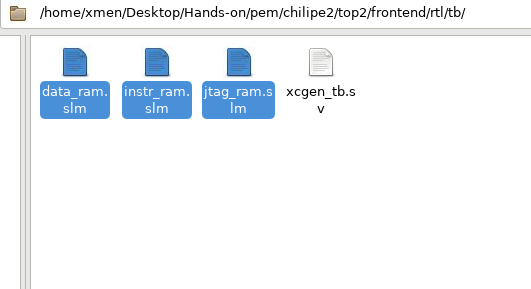 /home/xmen/Desktop/Hands-on/pem/chilipe2/top2/frontend/rtl/tb/
data_ram.
slm
instr_ram.
slm
jtag_ram.s
lm
xcgen_tb.s
v